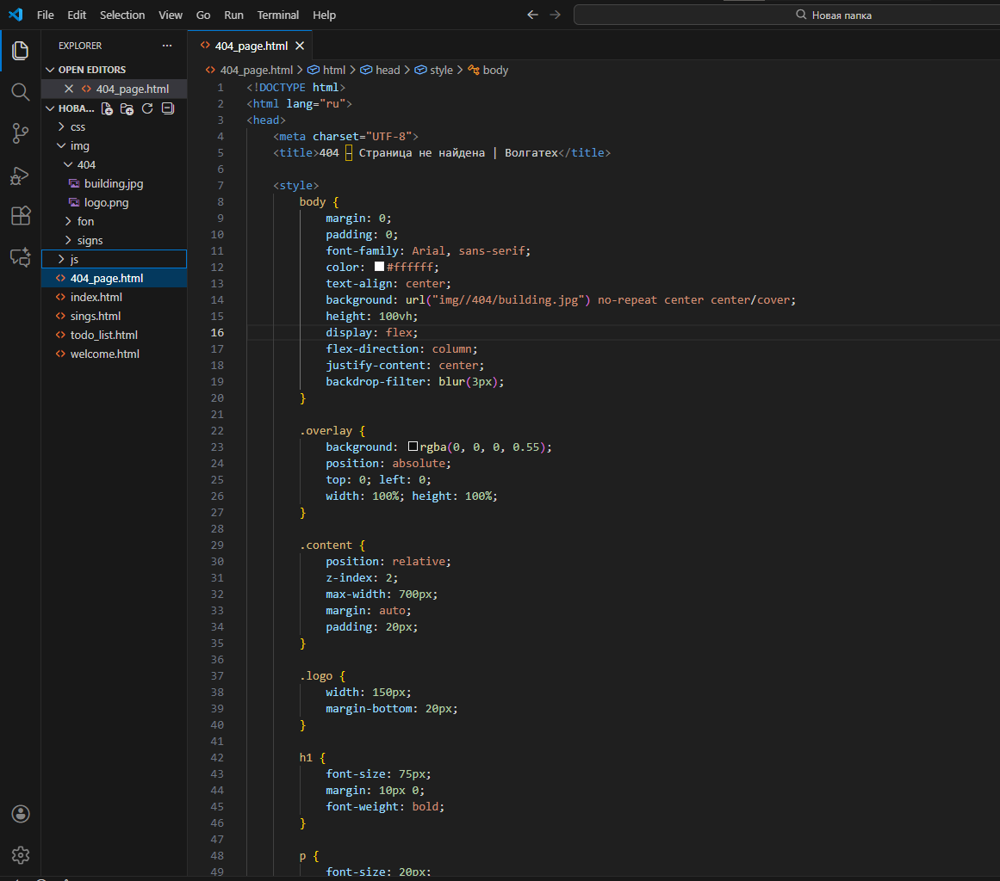 File Edit Selection View Go Run Terminal Help
Новая папка
EXPLORER ...
OPEN EDITORS
404_page.html
НОВА...
css
img
404
building.jpg
logo.png
fon
signs
js
404_page.html
index.html
sings.html
todo_list.html
welcome.html
404_page.html
404_page.html > html > head > style > body
1 <!DOCTYPE html>
2 <html lang="ru">
3 <head>
4 <meta charset="UTF-8">
5 <title>404 – Страница не найдена | Волгатех</title>
6
7 <style>
8 body {
9 margin: 0;
10 padding: 0;
11 font-family: Arial, sans-serif;
12 color: #ffffff;
13 text-align: center;
14 background: url("img//404/building.jpg") no-repeat center center/cover;
15 height: 100vh;
16 display: flex;
17 flex-direction: column;
18 justify-content: center;
19 backdrop-filter: blur(3px);
20 }
21
22 .overlay {
23 background: rgba(0, 0, 0, 0.55);
24 position: absolute;
25 top: 0; left: 0;
26 width: 100%; height: 100%;
27 }
28
29 .content {
30 position: relative;
31 z-index: 2;
32 max-width: 700px;
33 margin: auto;
34 padding: 20px;
35 }
36
37 .logo {
38 width: 150px;
39 margin-bottom: 20px;
40 }
41
42 h1 {
43 font-size: 75px;
44 margin: 10px 0;
45 font-weight: bold;
46 }
47
48 p {
49 font-size: 20px;